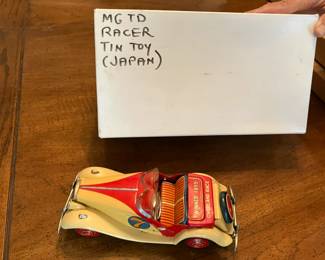 MG TD
RACER
TIN TOY
(JAPAN)